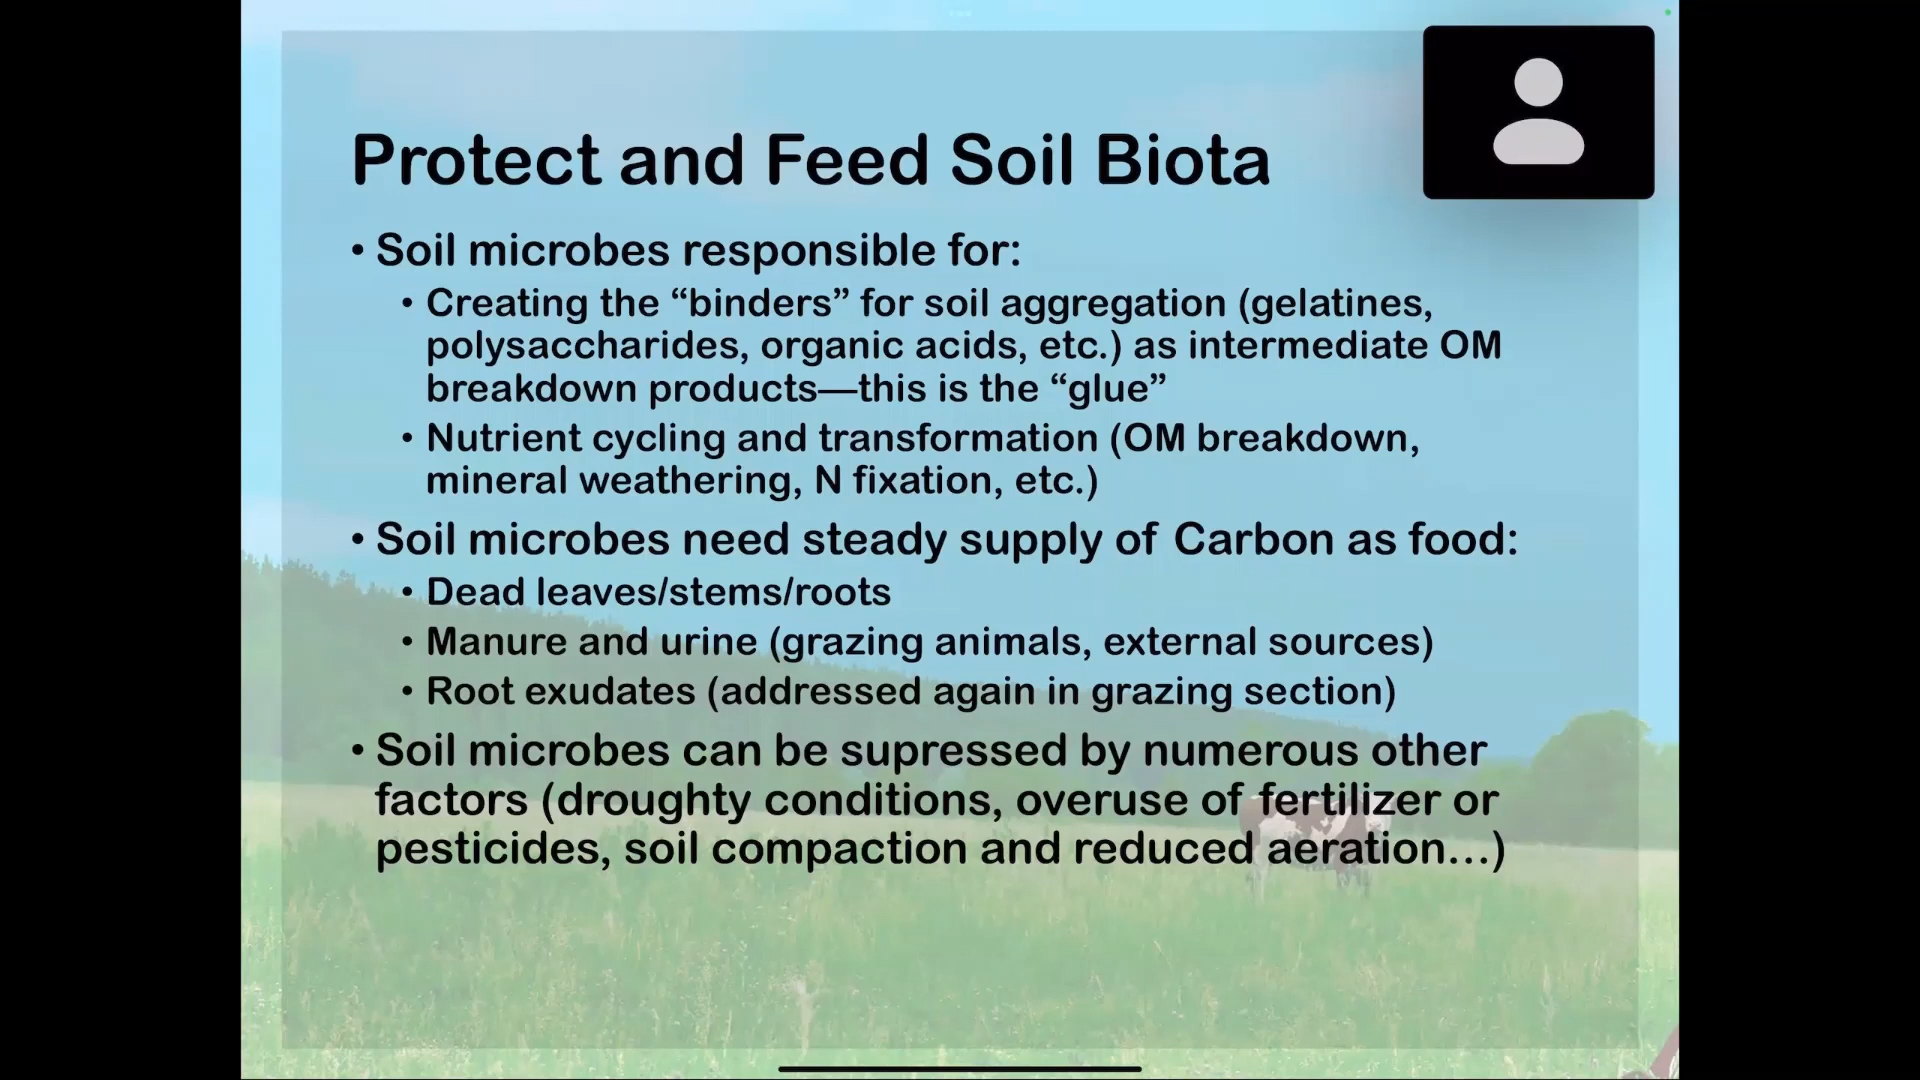 Protect and Feed Soil Biota
• Soil microbes responsible for:
• Creating the “binders” for soil aggregation (gelatines,
polysaccharides, organic acids, etc.) as intermediate OM
breakdown products—this is the “glue”
• Nutrient cycling and transformation (OM breakdown,
mineral weathering, N fixation, etc.)
• Soil microbes need steady supply of Carbon as food:
• Dead leaves/stems/roots
• Manure and urine (grazing animals, external sources)
• Root exudates (addressed again in grazing section)
• Soil microbes can be supressed by numerous other
factors (droughty conditions, overuse of fertilizer or
pesticides, soil compaction and reduced aeration...)